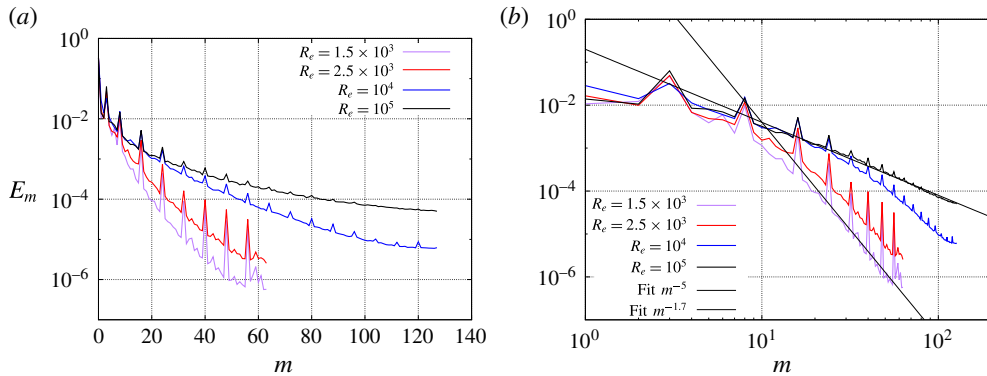 (a)
10^0
10^−2
E_m
10^−4
10^−6
0 20 40 60 80 100 120 140
m
R_e = 1.5 × 10^3
R_e = 2.5 × 10^3
R_e = 10^4
R_e = 10^5
(b)
10^0
10^−2
10^−4
10^−6
R_e = 1.5 × 10^3
R_e = 2.5 × 10^3
R_e = 10^4
R_e = 10^5
Fit m^−5
Fit m^−1.7
10^0 10^1 10^2
m